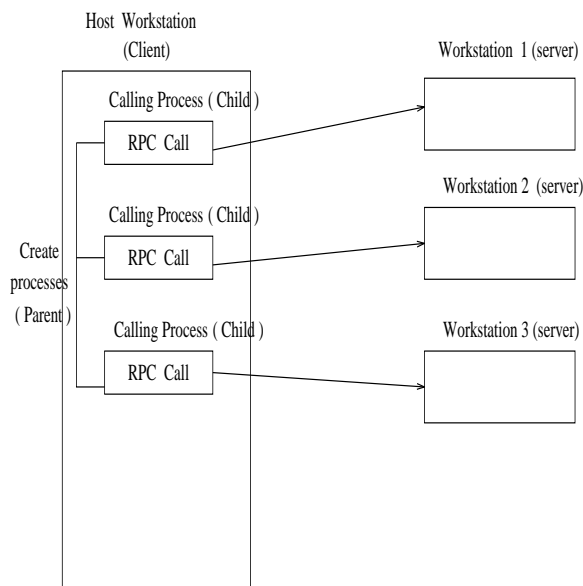 Host Workstation
(Client)
Workstation 1 (server)
Calling Process ( Child )
RPC Call
Workstation 2 (server)
Calling Process ( Child )
RPC Call
Create
processes
( Parent )
Calling Process ( Child )
Workstation 3 (server)
RPC Call